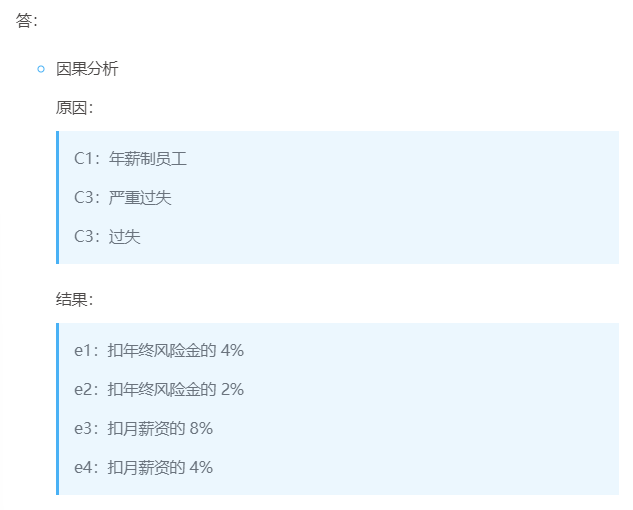 答：
因果分析
原因：
C1：年薪制员工
C3：严重过失
C3：过失
结果：
e1：扣年终风险金的 4%
e2：扣年终风险金的 2%
e3：扣月薪资的 8%
e4：扣月薪资的 4%